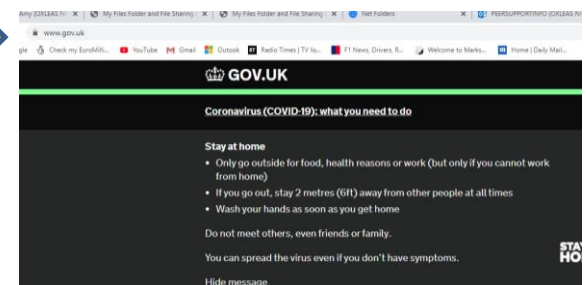 Amy (OXLEAS N
My Files Folder and File Sharing
My Files Folder and File Sharing
Net Folders
PEERSUPPORTINFO (OXLEAS N
www.gov.uk
gle
Check my EuroMilli...
YouTube
Gmail
Outook
Radio Times | TV lis...
F1 News, Drivers, R...
Welcome to Marks...
Home | Daily Mail...
GOV.UK
Coronavirus (COVID-19): what you need to do
Stay at home
• Only go outside for food, health reasons or work (but only if you cannot work
from home)
• If you go out, stay 2 metres (6ft) away from other people at all times
• Wash your hands as soon as you get home
Do not meet others, even friends or family.
You can spread the virus even if you don't have symptoms.
Hide message
STAY
HO